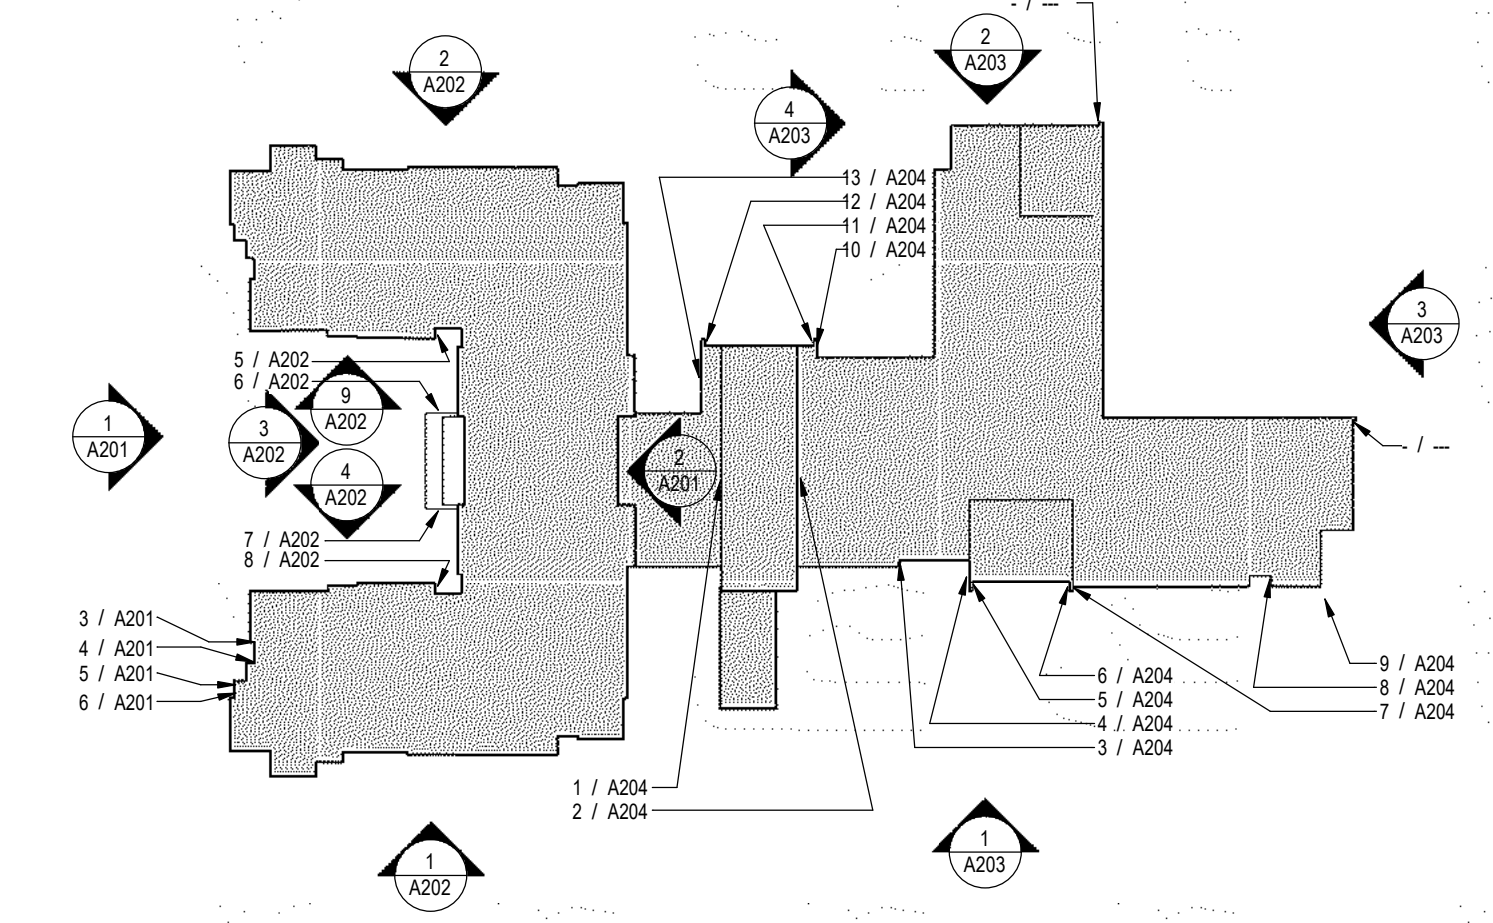 - / ---
2
A202
2
A203
4
A203
13 / A204
12 / A204
11 / A204
10 / A204
3
A203
5 / A202
6 / A202
9
A202
1
A201
3
A202
4
A202
2
A201
- / ---
7 / A202
8 / A202
3 / A201
4 / A201
5 / A201
6 / A201
6 / A204
5 / A204
4 / A204
3 / A204
9 / A204
8 / A204
7 / A204
1 / A204
2 / A204
1
A202
1
A203